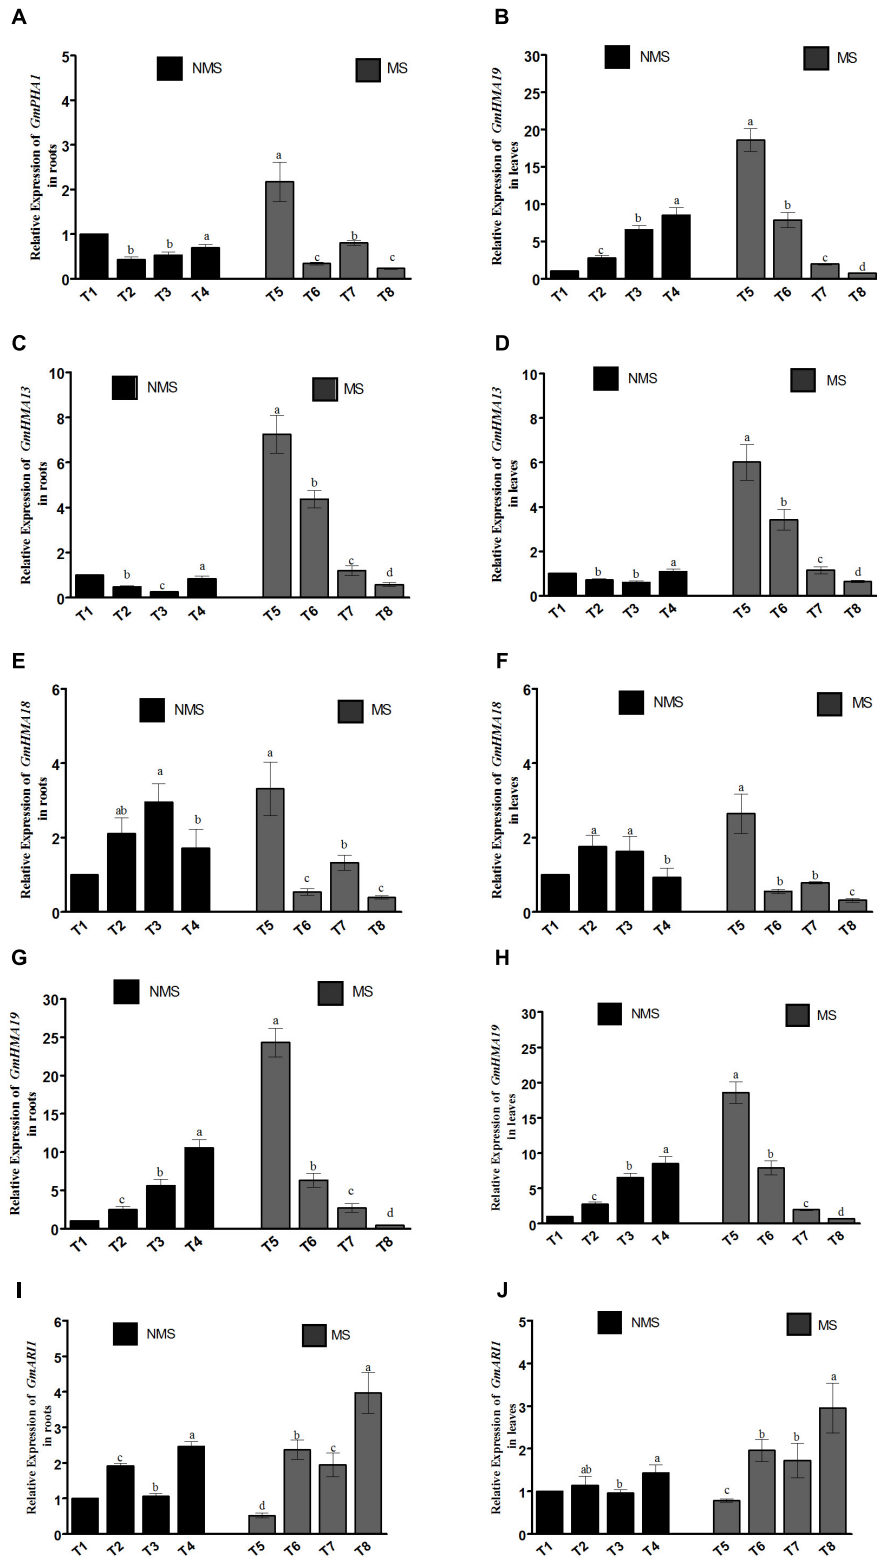 A
Relative Expression of GmPHA1
in roots
5
4
3
2
1
0
NMS
MS
b
b
a
a
c
b
c
T1
T2
T3
T4
T5
T6
T7
T8
B
Relative Expression of GmHMA19
in leaves
30
25
20
15
10
5
0
NMS
MS
c
b
a
a
b
c
d
T1
T2
T3
T4
T5
T6
T7
T8
C
Relative Expression of GmHMA13
in roots
10
8
6
4
2
0
NMS
MS
b
c
a
a
b
c
d
T1
T2
T3
T4
T5
T6
T7
T8
D
Relative Expression of GmHMA13
in leaves
10
8
6
4
2
0
NMS
MS
b
b
a
a
b
c
d
T1
T2
T3
T4
T5
T6
T7
T8
E
Relative Expression of GmHMA18
in roots
6
4
2
0
NMS
MS
ab
a
b
a
c
b
c
T1
T2
T3
T4
T5
T6
T7
T8
F
Relative Expression of GmHMA18
in leaves
6
4
2
0
NMS
MS
a
a
b
a
b
b
c
T1
T2
T3
T4
T5
T6
T7
T8
G
Relative Expression of GmHMA19
in roots
30
25
20
15
10
5
0
NMS
MS
c
b
a
a
b
c
d
T1
T2
T3
T4
T5
T6
T7
T8
H
Relative Expression of GmHMA19
in leaves
30
25
20
15
10
5
0
NMS
MS
c
b
a
a
b
c
d
T1
T2
T3
T4
T5
T6
T7
T8
I
Relative Expression of GmARI1
in roots
6
5
4
3
2
1
0
NMS
MS
c
b
a
d
b
c
a
T1
T2
T3
T4
T5
T6
T7
T8
J
Relative Expression of GmARI1
in leaves
5
4
3
2
1
0
NMS
MS
ab
b
a
c
b
b
a
T1
T2
T3
T4
T5
T6
T7
T8